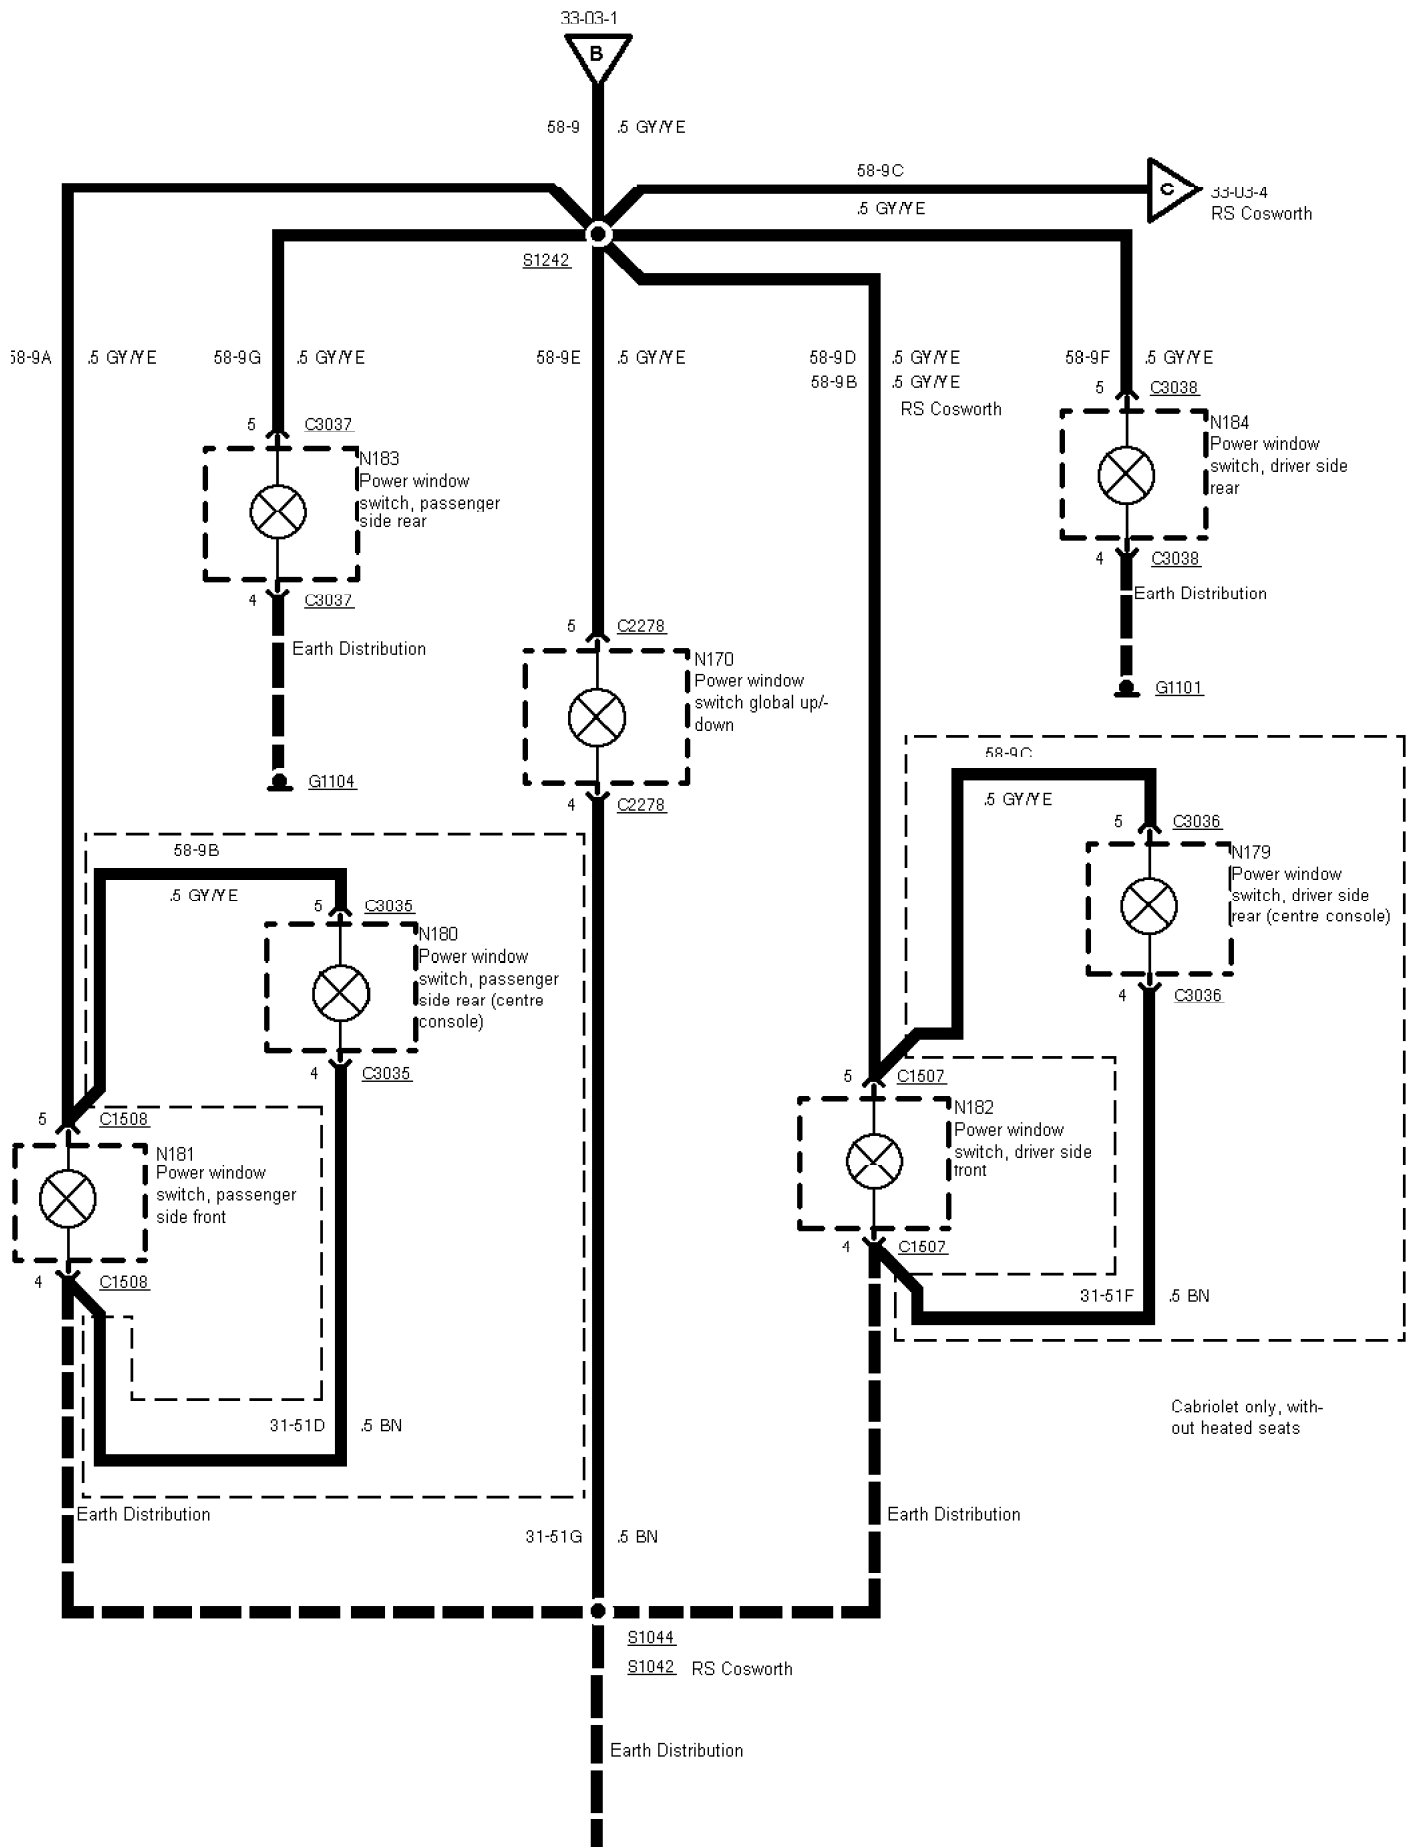 33-03-1
B
58-9 .5 GY/YE
58-9C
.5 GY/YE
C
33-03-4
RS Cosworth
S1242
58-9A .5 GY/YE
58-9G .5 GY/YE
58-9E .5 GY/YE
58-9D .5 GY/YE
58-9B .5 GY/YE
RS Cosworth
58-9F .5 GY/YE
5 C3038
N184
Power window
switch, driver side
rear
4 C3038
Earth Distribution
G1101
5 C3037
N183
Power window
switch, passenger
side rear
4 C3037
Earth Distribution
G1104
5 C2278
N170
Power window
switch global up/-
down
4 C2278
58-9C
.5 GY/YE
5 C3036
N179
Power window
switch, driver side
rear (centre console)
4 C3036
58-9B
.5 GY/YE
5 C3035
N180
Power window
switch, passenger
side rear (centre
console)
4 C3035
5 C1508
N181
Power window
switch, passenger
side front
4 C1508
5 C1507
N182
Power window
switch, driver side
front
4 C1507
31-51F .5 BN
Cabriolet only, with-
out heated seats
31-51D .5 BN
Earth Distribution
31-51G .5 BN
Earth Distribution
S1044
S1042 RS Cosworth
Earth Distribution